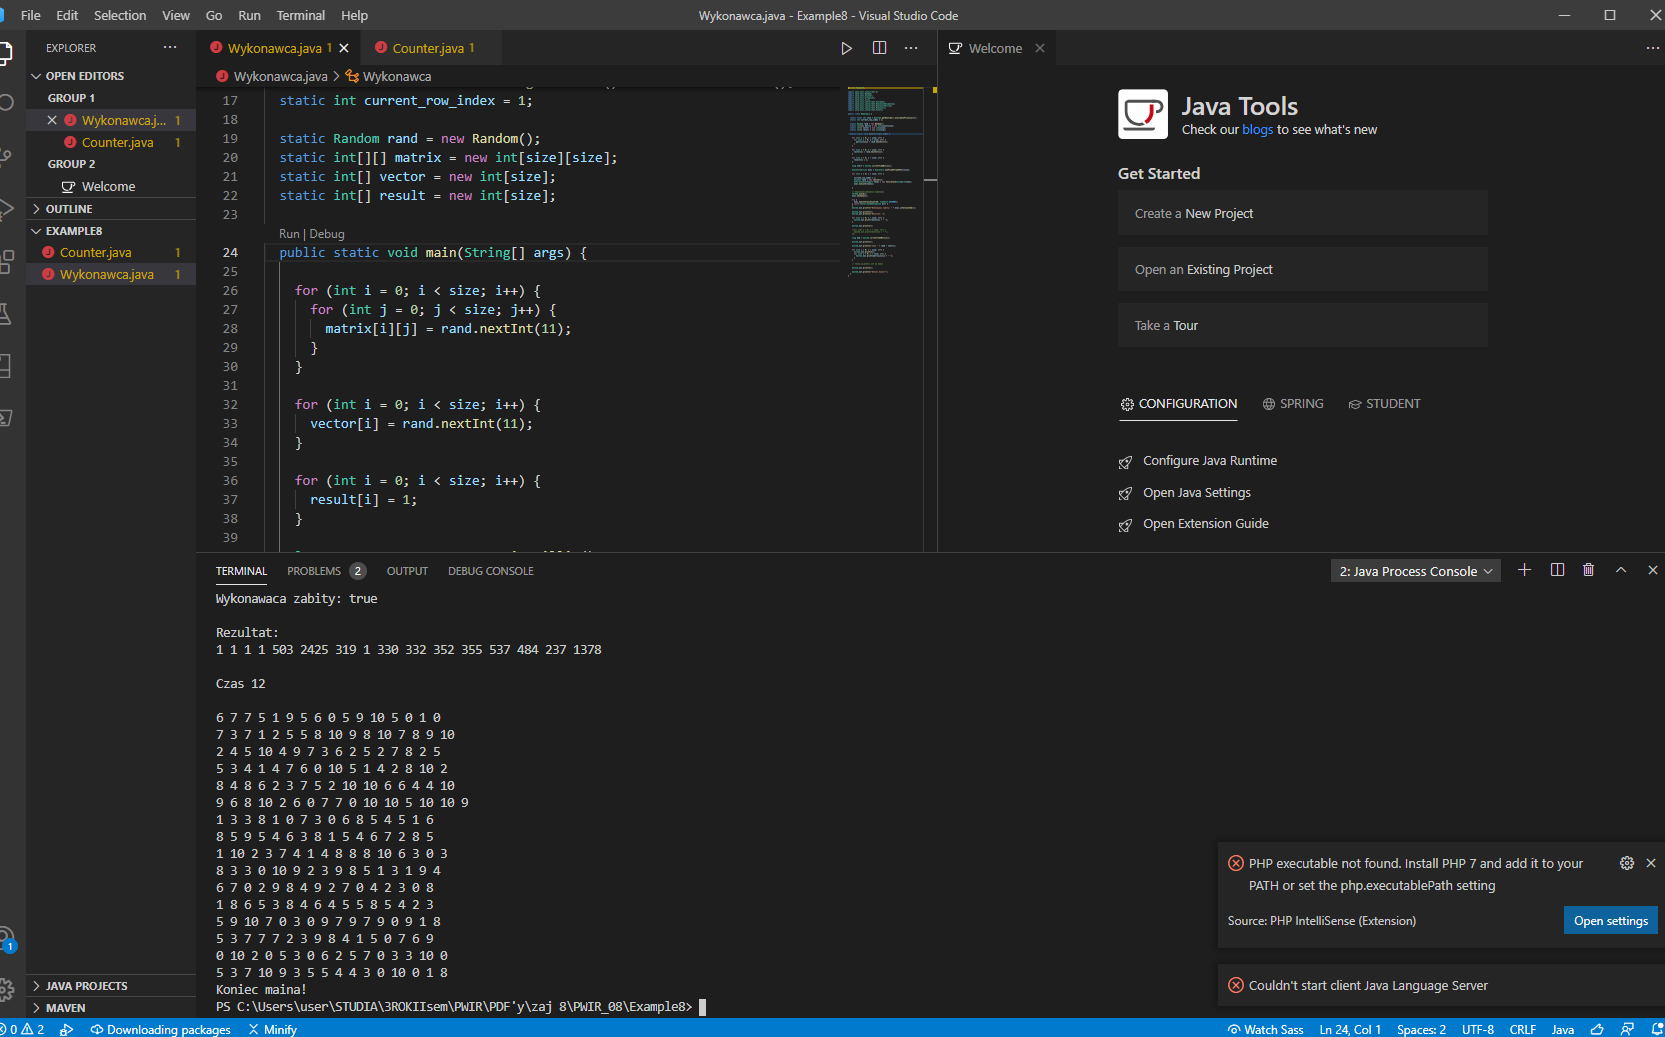 File Edit Selection View Go Run Terminal Help
Wykonawca.java - Example8 - Visual Studio Code
EXPLORER
OPEN EDITORS
GROUP 1
Wykonawca.j... 1
Counter.java 1
GROUP 2
Welcome
OUTLINE
EXAMPLE8
Counter.java 1
Wykonawca.java 1
JAVA PROJECTS
MAVEN
Wykonawca.java 1
Counter.java 1
Wykonawca.java > Wykonawca
17 static int current_row_index = 1;
18
19 static Random rand = new Random();
20 static int[][] matrix = new int[size][size];
21 static int[] vector = new int[size];
22 static int[] result = new int[size];
23
Run | Debug
24 public static void main(String[] args) {
25
26 for (int i = 0; i < size; i++) {
27 for (int j = 0; j < size; j++) {
28 matrix[i][j] = rand.nextInt(11);
29 }
30 }
31
32 for (int i = 0; i < size; i++) {
33 vector[i] = rand.nextInt(11);
34 }
35
36 for (int i = 0; i < size; i++) {
37 result[i] = 1;
38 }
39
Welcome
Java Tools
Check our blogs to see what's new
Get Started
Create a New Project
Open an Existing Project
Take a Tour
CONFIGURATION SPRING STUDENT
Configure Java Runtime
Open Java Settings
Open Extension Guide
TERMINAL PROBLEMS 2 OUTPUT DEBUG CONSOLE
2: Java Process Console
Wykonawaca zabity: true
Rezultat:
1 1 1 1 503 2425 319 1 330 332 352 355 537 484 237 1378
Czas 12
6 7 7 5 1 9 5 6 0 5 9 10 5 0 1 0
7 3 7 1 2 5 5 8 10 9 8 10 7 8 9 10
2 4 5 10 4 9 7 3 6 2 5 2 7 8 2 5
5 3 4 1 4 7 6 0 10 5 1 4 2 8 10 2
8 4 8 6 2 3 7 5 2 10 10 6 6 4 4 10
9 6 8 10 2 6 0 7 7 0 10 10 5 10 10 9
1 3 3 8 1 0 7 3 0 6 8 5 4 5 1 6
8 5 9 5 4 6 3 8 1 5 4 6 7 2 8 5
1 10 2 3 7 4 1 4 8 8 8 10 6 3 0 3
8 3 3 0 10 9 2 3 9 8 5 1 3 1 9 4
6 7 0 2 9 8 4 9 2 7 0 4 2 3 0 8
1 8 6 5 3 8 4 6 4 5 5 8 5 4 2 3
5 9 10 7 0 3 0 9 7 9 7 9 0 9 1 8
5 3 7 7 7 2 3 9 8 4 1 5 0 7 6 9
0 10 2 0 5 3 0 6 2 5 7 0 3 3 10 0
5 3 7 10 9 3 5 5 4 4 3 0 10 0 1 8
Koniec maina!
PS C:\Users\user\STUDIA\3ROKIIsem\PWIR\PDF'y\zaj 8\PWIR_08\Example8>
PHP executable not found. Install PHP 7 and add it to your
PATH or set the php.executablePath setting
Source: PHP IntelliSense (Extension)
Open settings
Couldn't start client Java Language Server
1
0 2 Downloading packages Minify
Watch Sass Ln 24, Col 1 Spaces: 2 UTF-8 CRLF Java